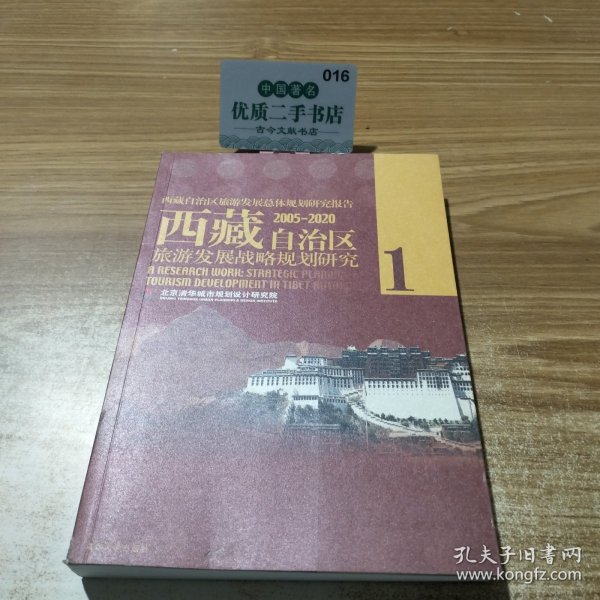 016
中国著名
优质二手书店
古今文献书店
西藏自治区旅游发展总体规划研究报告
2005-2020
西藏自治区
旅游发展战略规划研究
1
A RESEARCH WORK: STRATEGIC
TOURISM DEVELOPMENT IN TIBET
北京清华城市规划设计研究院
孔夫子旧书网
www.kongfz.com